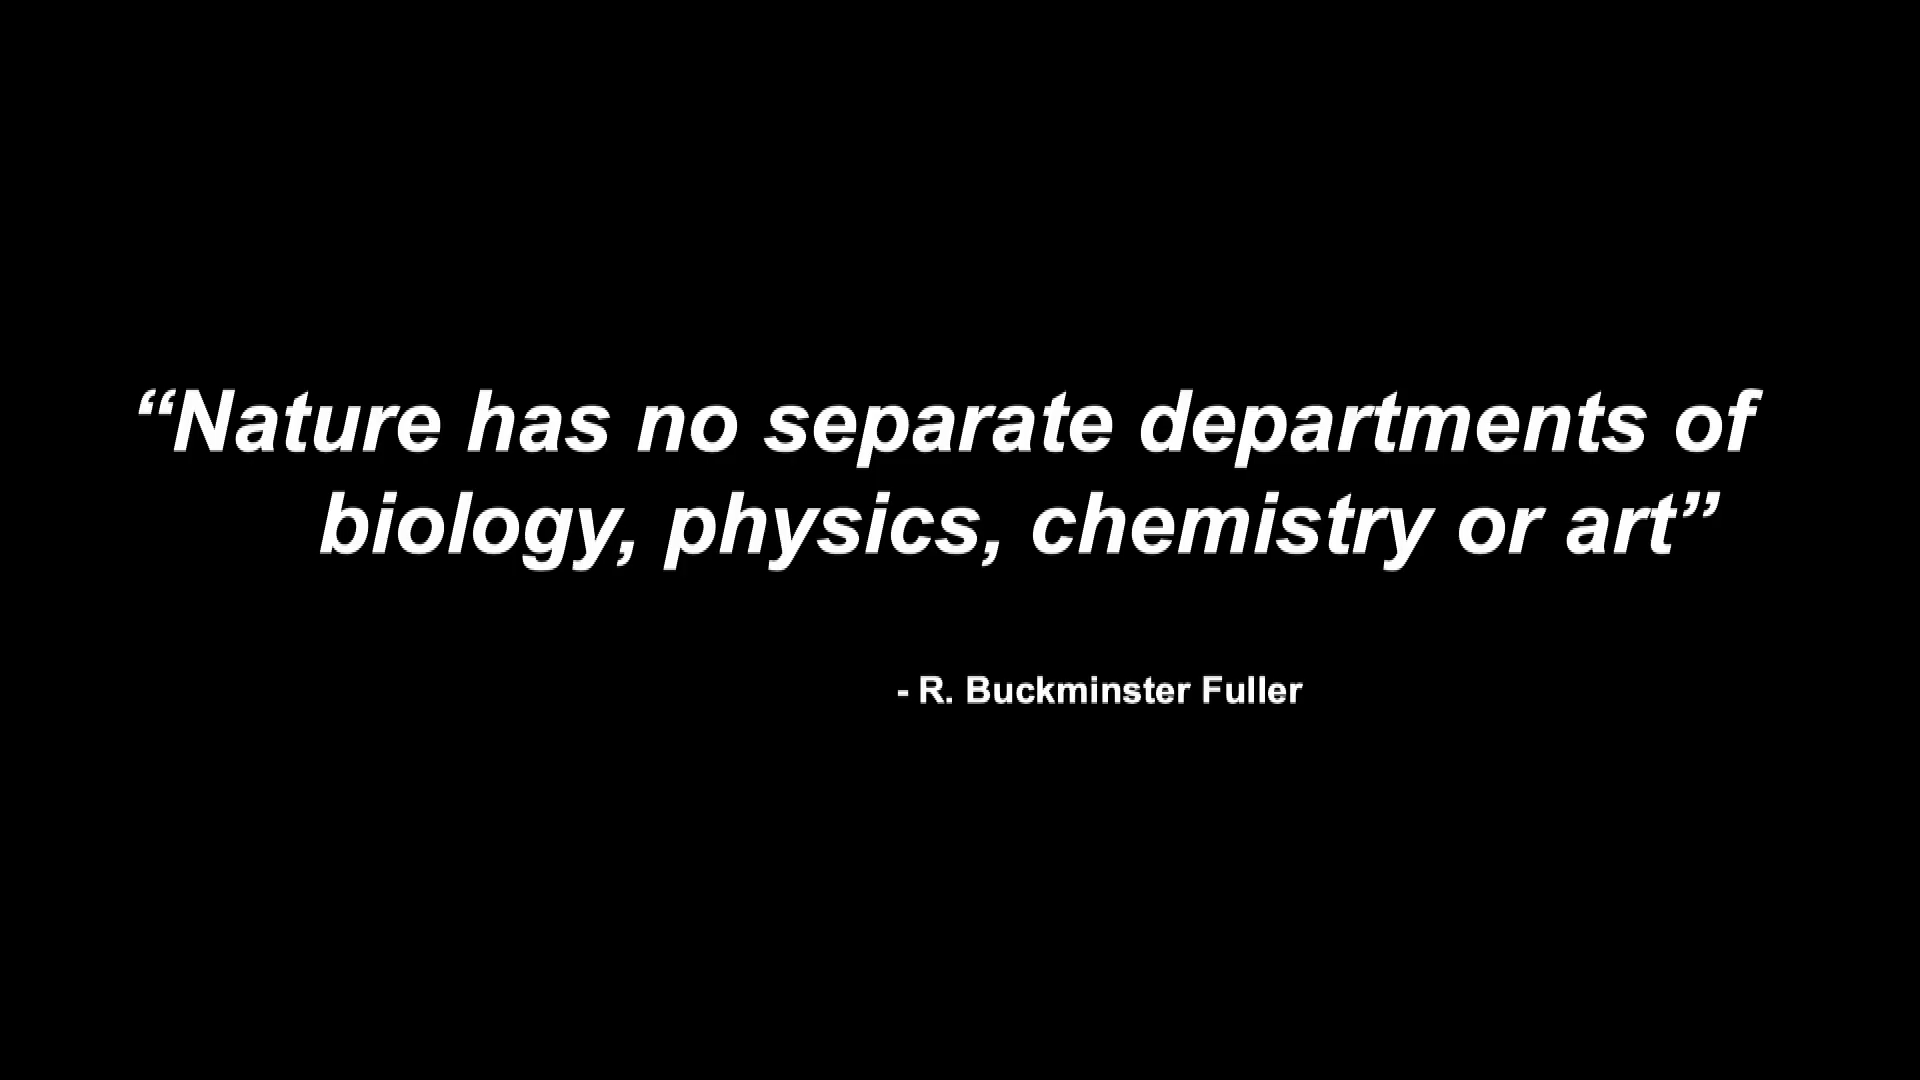 “Nature has no separate departments of
biology, physics, chemistry or art”
- R. Buckminster Fuller